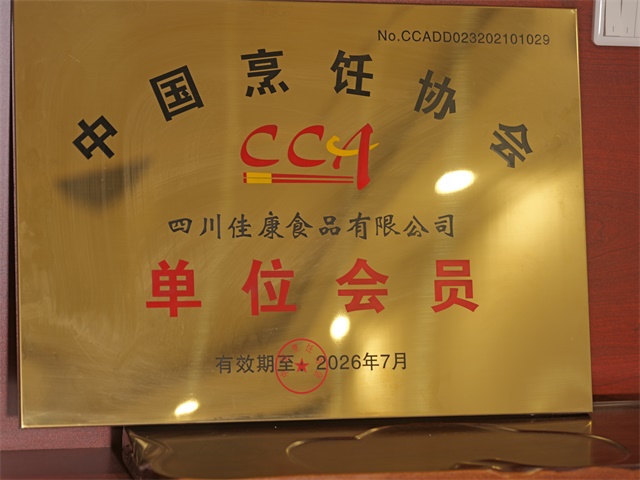 No.CCADD023202101029
中国烹饪协会
CCA
四川佳康食品有限公司
单位会员
有效期至：2026年7月